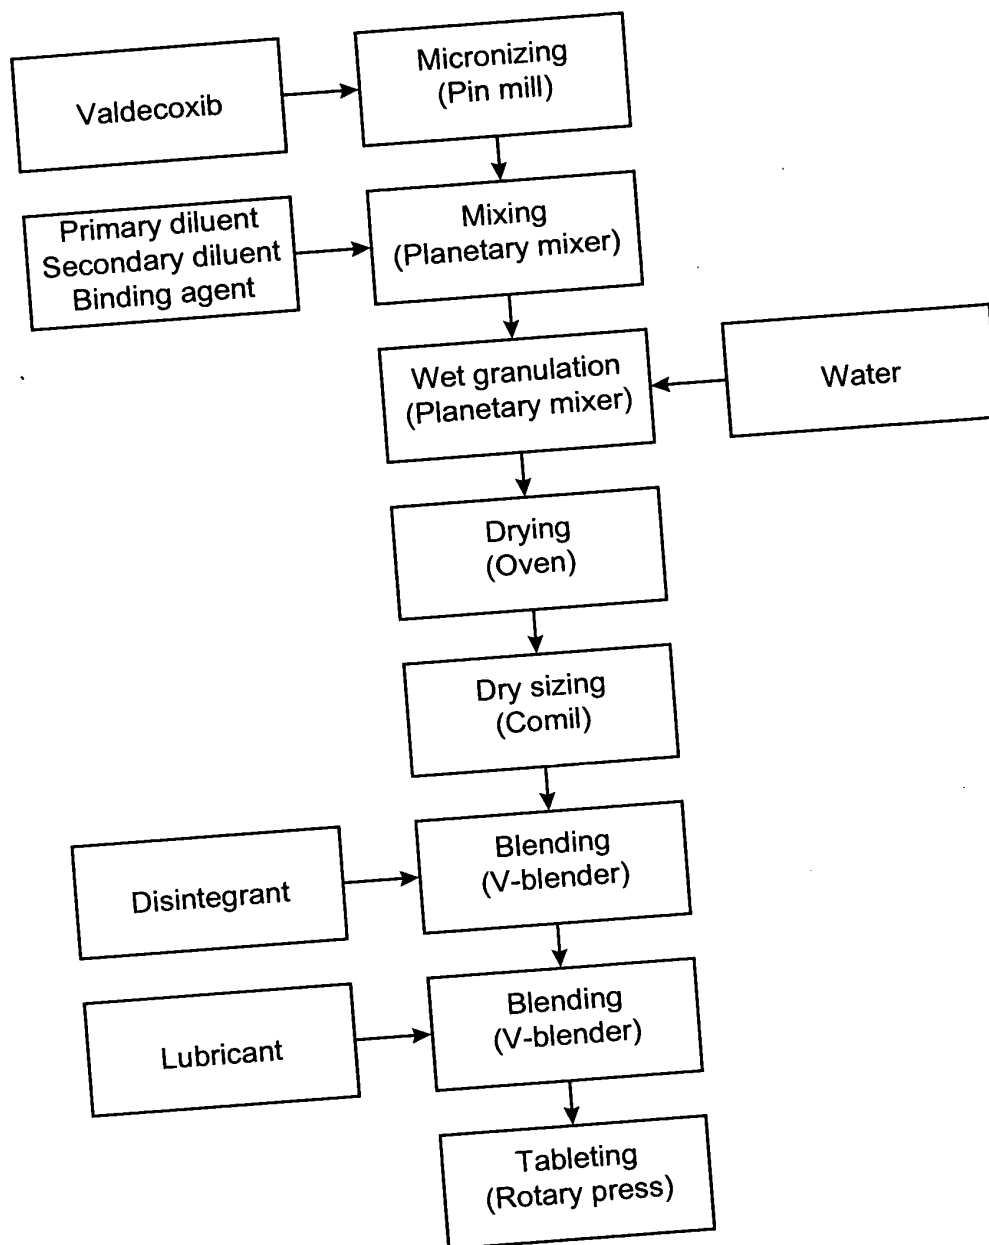 Valdecoxib
Micronizing
(Pin mill)
Primary diluent
Secondary diluent
Binding agent
Mixing
(Planetary mixer)
Wet granulation
(Planetary mixer)
Water
Drying
(Oven)
Dry sizing
(Comil)
Disintegrant
Blending
(V-blender)
Lubricant
Blending
(V-blender)
Tableting
(Rotary press)